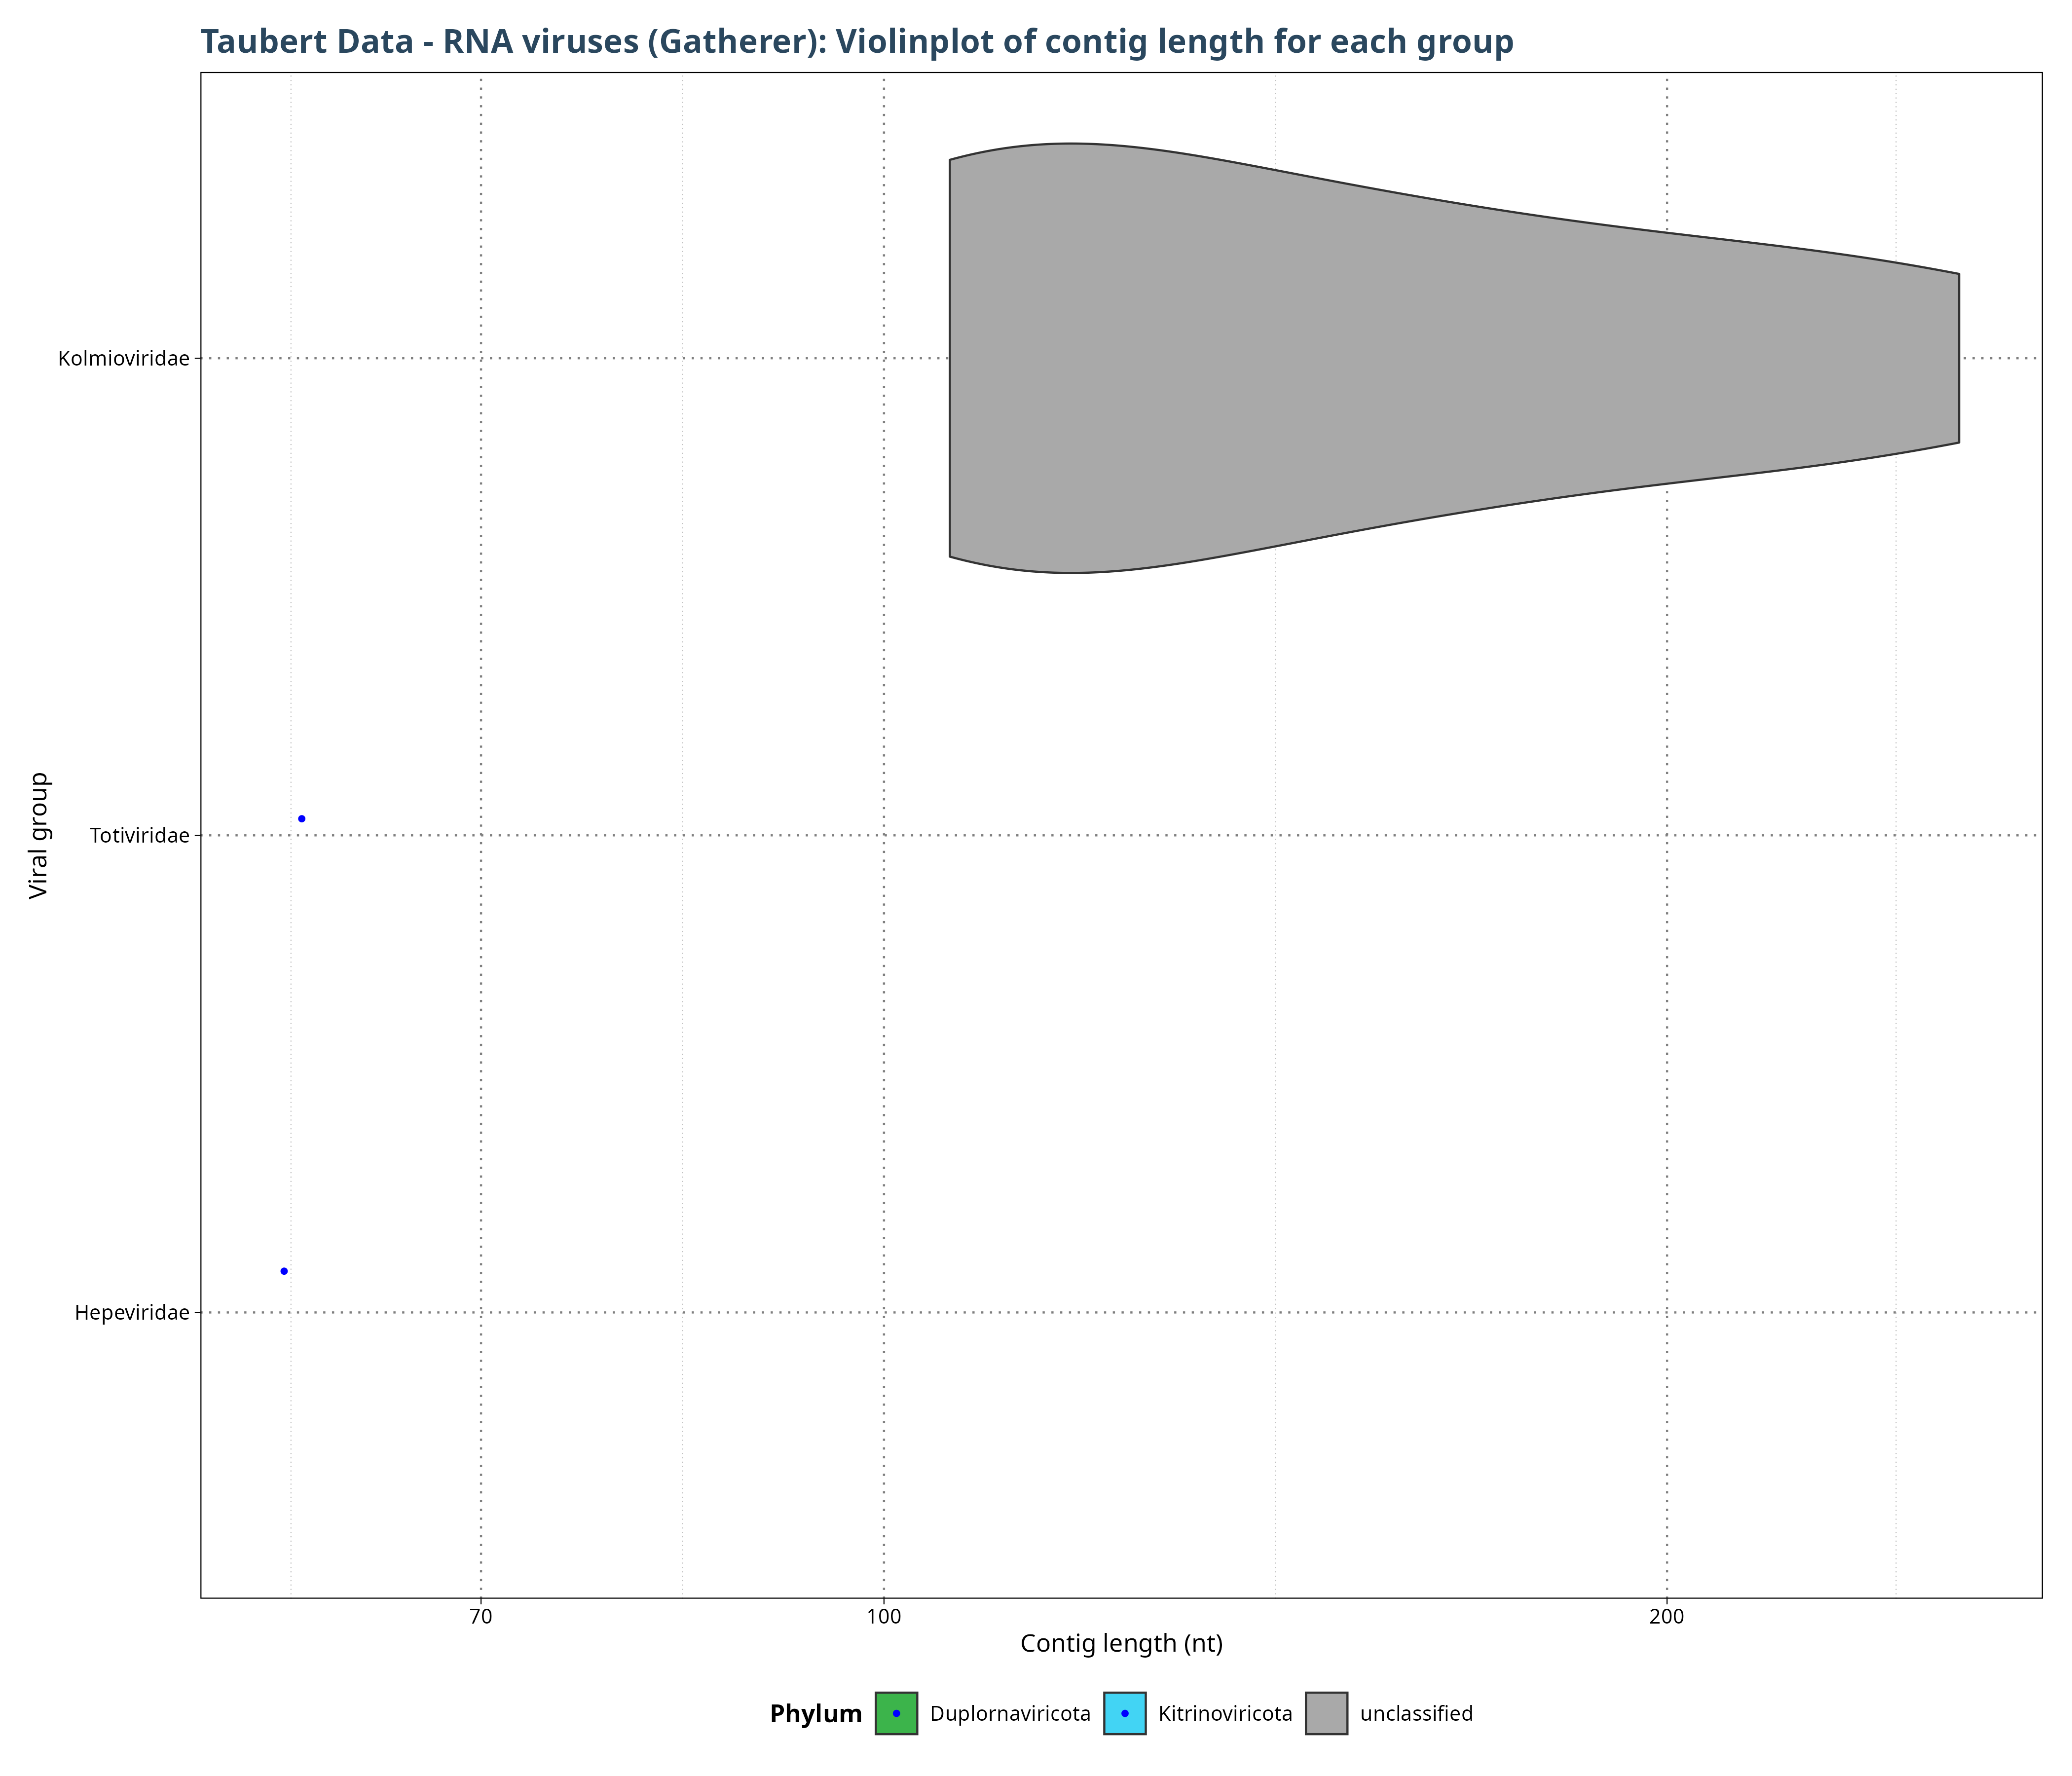 Taubert Data - RNA viruses (Gatherer): Violinplot of contig length for each group
Viral group
Kolmioviridae
Totiviridae
Hepeviridae
70 100 200
Contig length (nt)
Phylum Duplornaviricota Kitrinoviricota unclassified